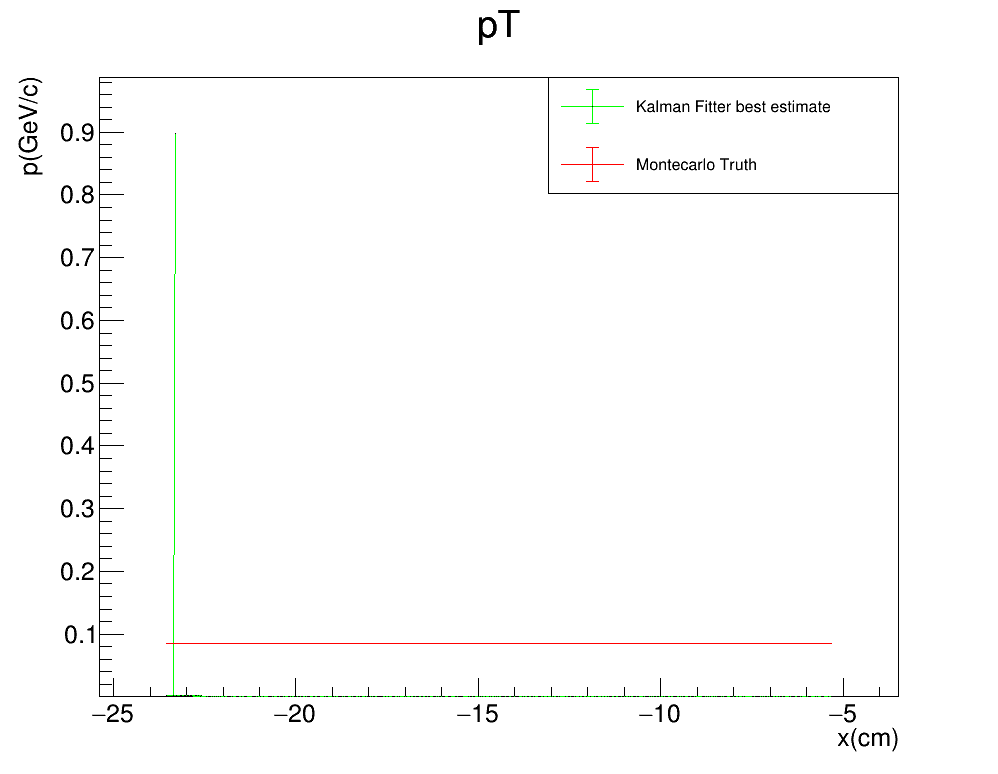 pT
p(GeV/c)
Kalman Fitter best estimate
Montecarlo Truth
0.9
0.8
0.7
0.6
0.5
0.4
0.3
0.2
0.1
−25 −20 −15 −10 −5
x(cm)